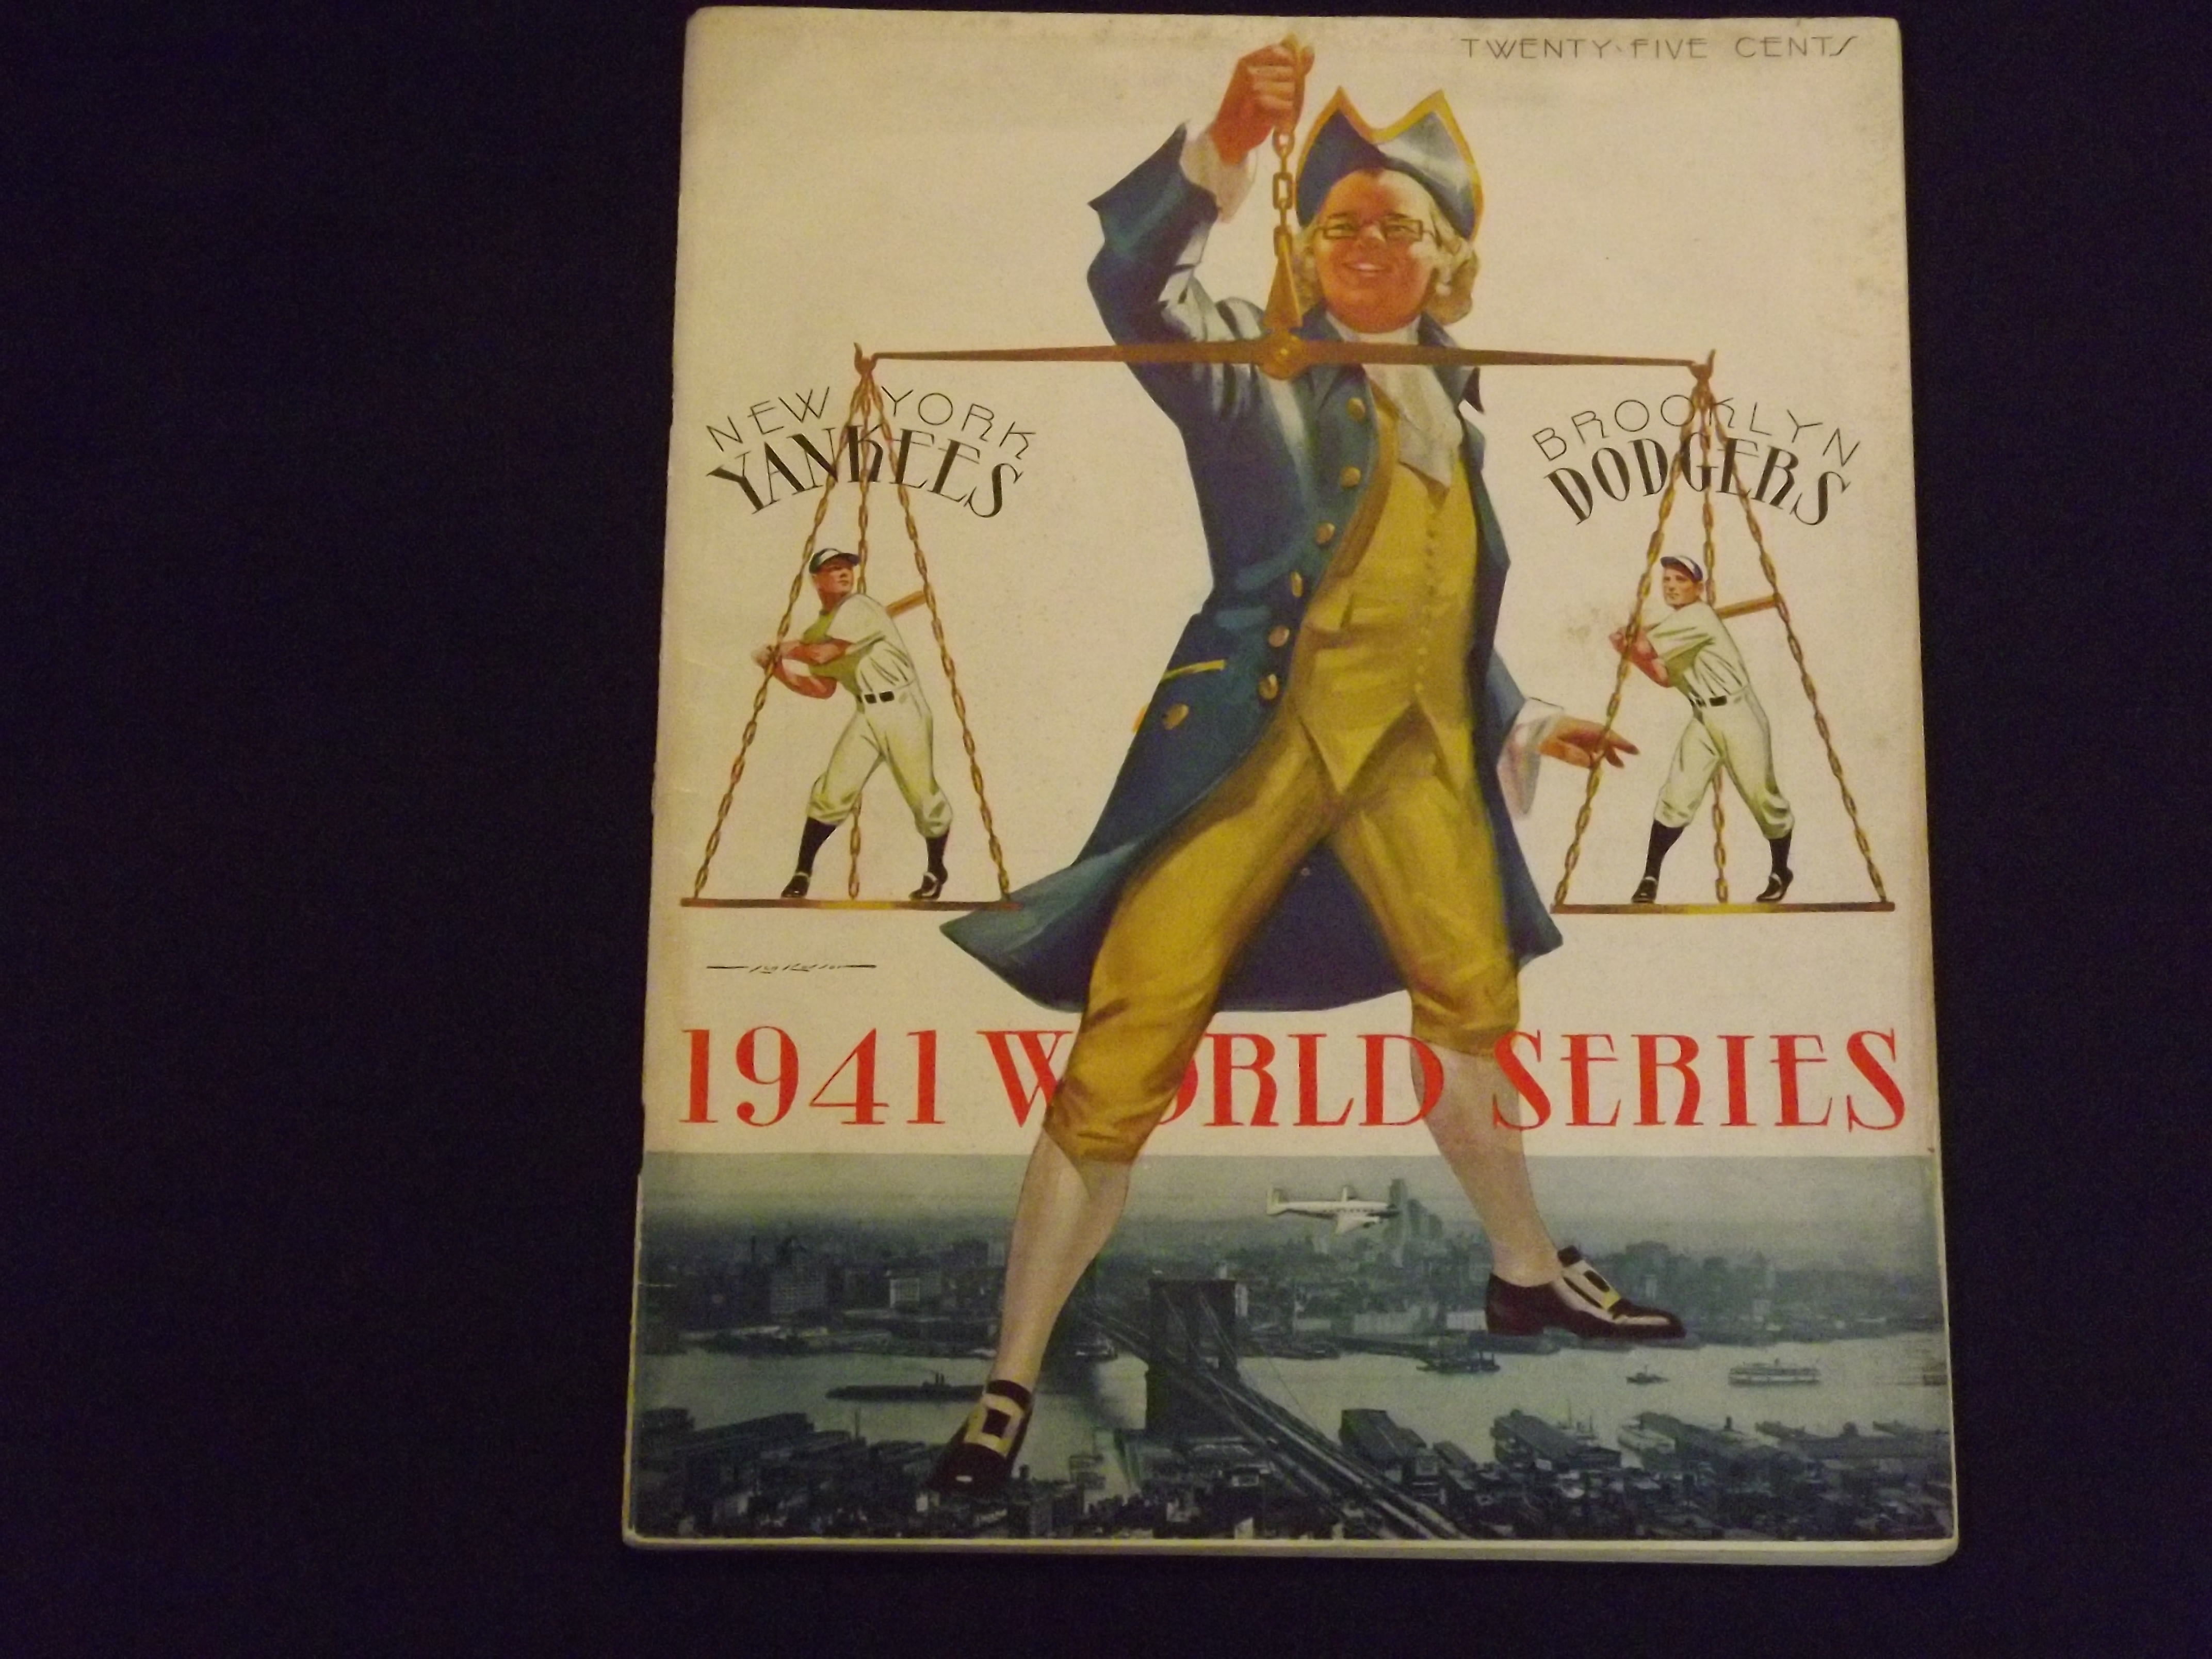 TWENTY-FIVE CENTS
NEW YORK
YANKEES
BROOKLYN
DODGERS
1941 WORLD SERIES